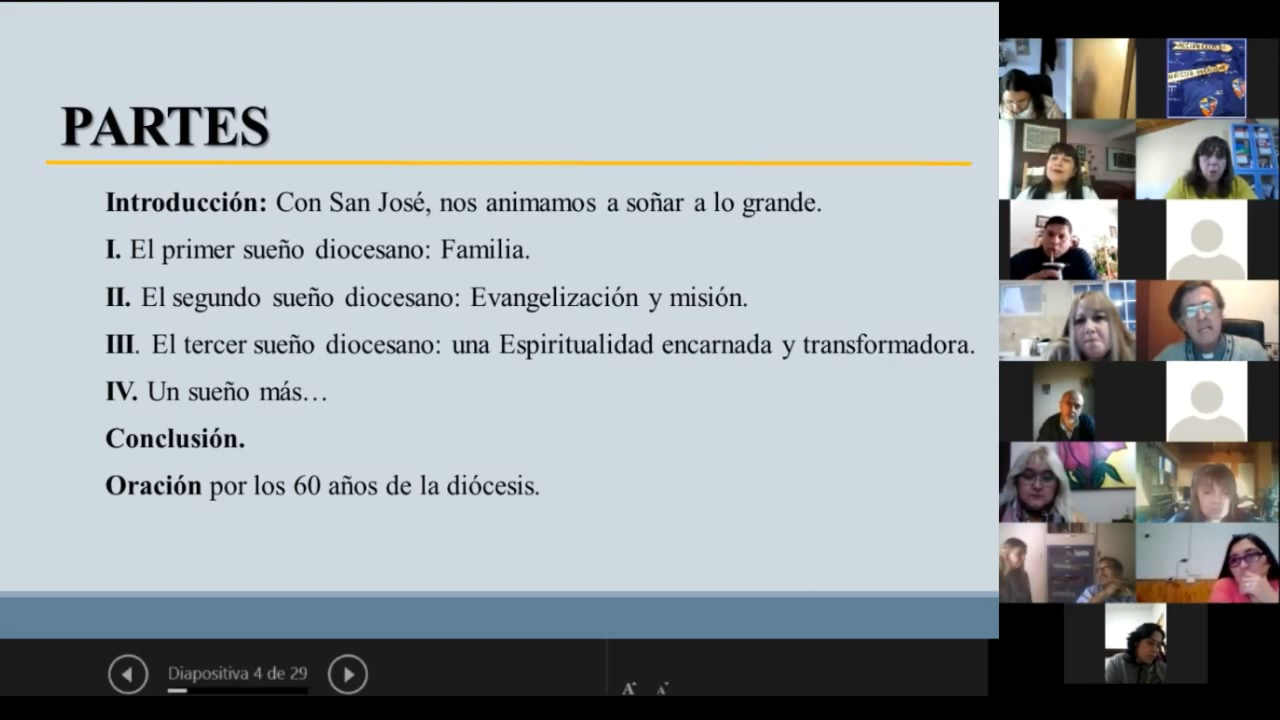 PARTES
Introducción: Con San José, nos animamos a soñar a lo grande.
I. El primer sueño diocesano: Familia.
II. El segundo sueño diocesano: Evangelización y misión.
III. El tercer sueño diocesano: una Espiritualidad encarnada y transformadora.
IV. Un sueño más…
Conclusión.
Oración por los 60 años de la diócesis.
Diapositiva 4 de 29
A A